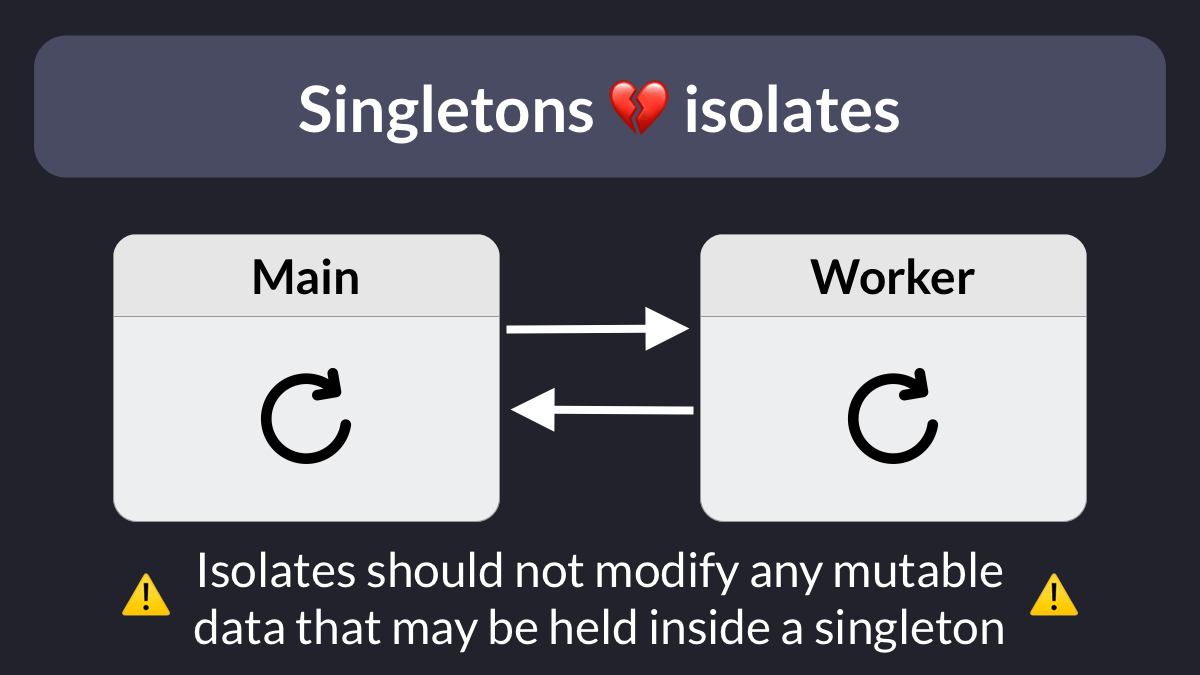 Singletons 💔 isolates
Main
Worker
⚠️ Isolates should not modify any mutable ⚠️
data that may be held inside a singleton